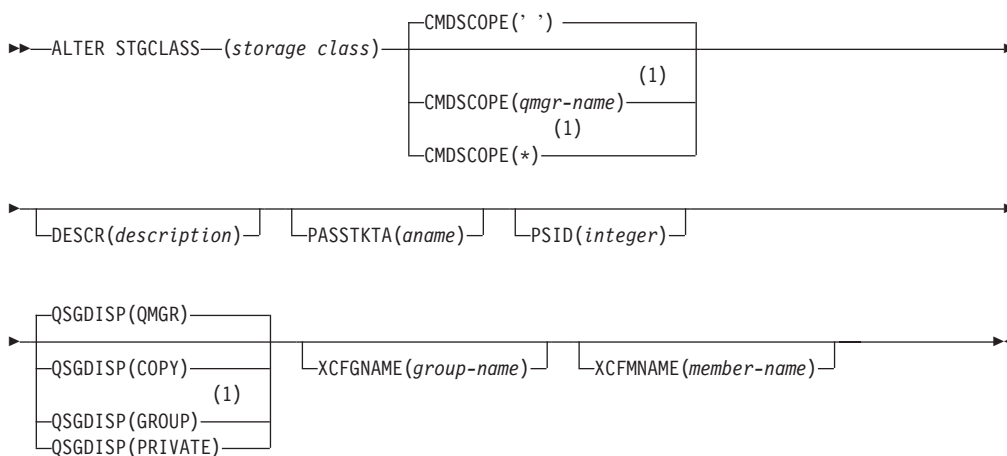 CMDSCOPE(’ ’)
ALTER STGCLASS (storage class)
(1)
CMDSCOPE(qmgr-name)
(1)
CMDSCOPE(*)
DESCR(description) PASSTKTA(aname) PSID(integer)
QSGDISP(QMGR)
XCFGNAME(group-name) XCFMNAME(member-name)
QSGDISP(COPY)
(1)
QSGDISP(GROUP)
QSGDISP(PRIVATE)